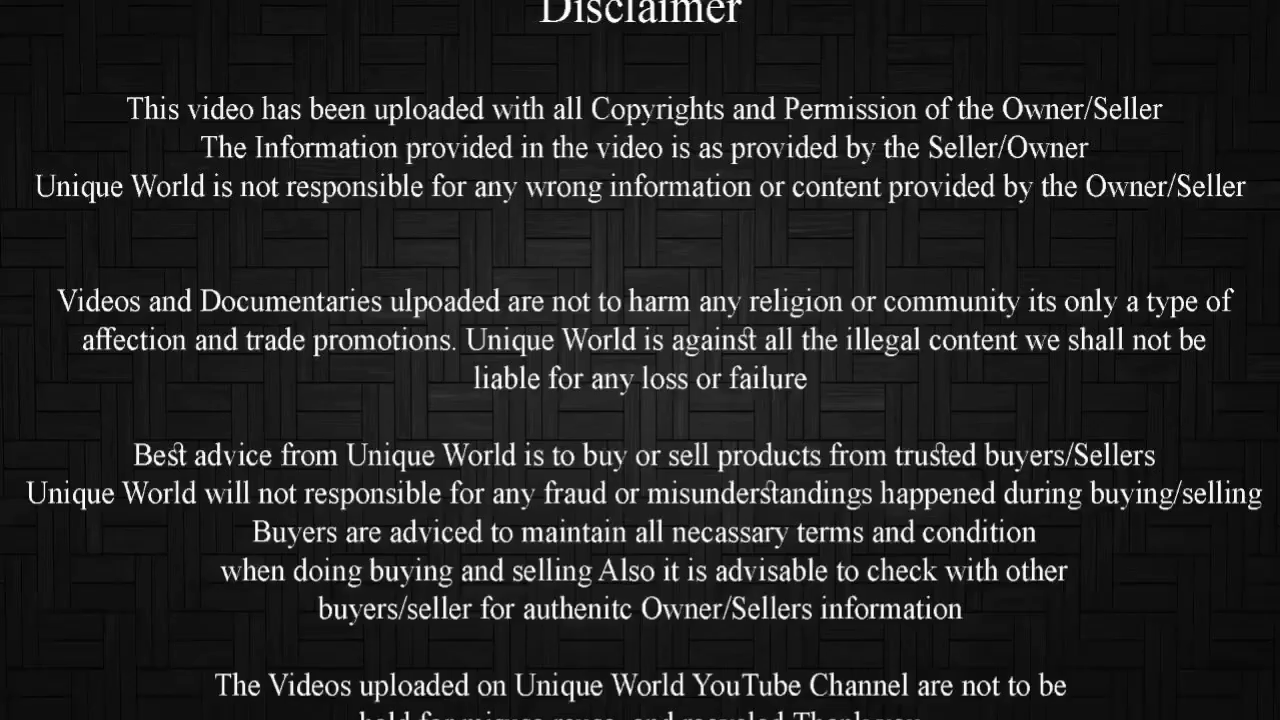 Disclaimer
This video has been uploaded with all Copyrights and Permission of the Owner/Seller
The Information provided in the video is as provided by the Seller/Owner
Unique World is not responsible for any wrong information or content provided by the Owner/Seller
Videos and Documentaries ulpoaded are not to harm any religion or community its only a type of
affection and trade promotions. Unique World is against all the illegal content we shall not be
liable for any loss or failure
Best advice from Unique World is to buy or sell products from trusted buyers/Sellers
Unique World will not responsible for any fraud or misunderstandings happened during buying/selling
Buyers are adviced to maintain all necassary terms and condition
when doing buying and selling Also it is advisable to check with other
buyers/seller for authenitc Owner/Sellers information
The Videos uploaded on Unique World YouTube Channel are not to be